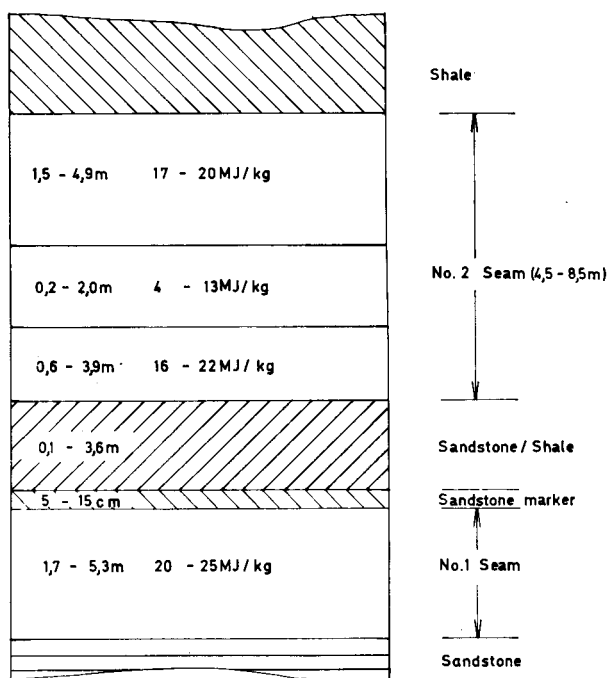 Shale
1,5 - 4,9m 17 - 20MJ/kg
0,2 - 2,0m 4 - 13MJ/kg
No. 2 Seam (4,5 - 8,5m)
0,6 - 3,9m 16 - 22MJ/kg
0,1 - 3,6m
Sandstone / Shale
5 - 15cm
Sandstone marker
1,7 - 5,3m 20 - 25MJ/kg
No.1 Seam
Sandstone